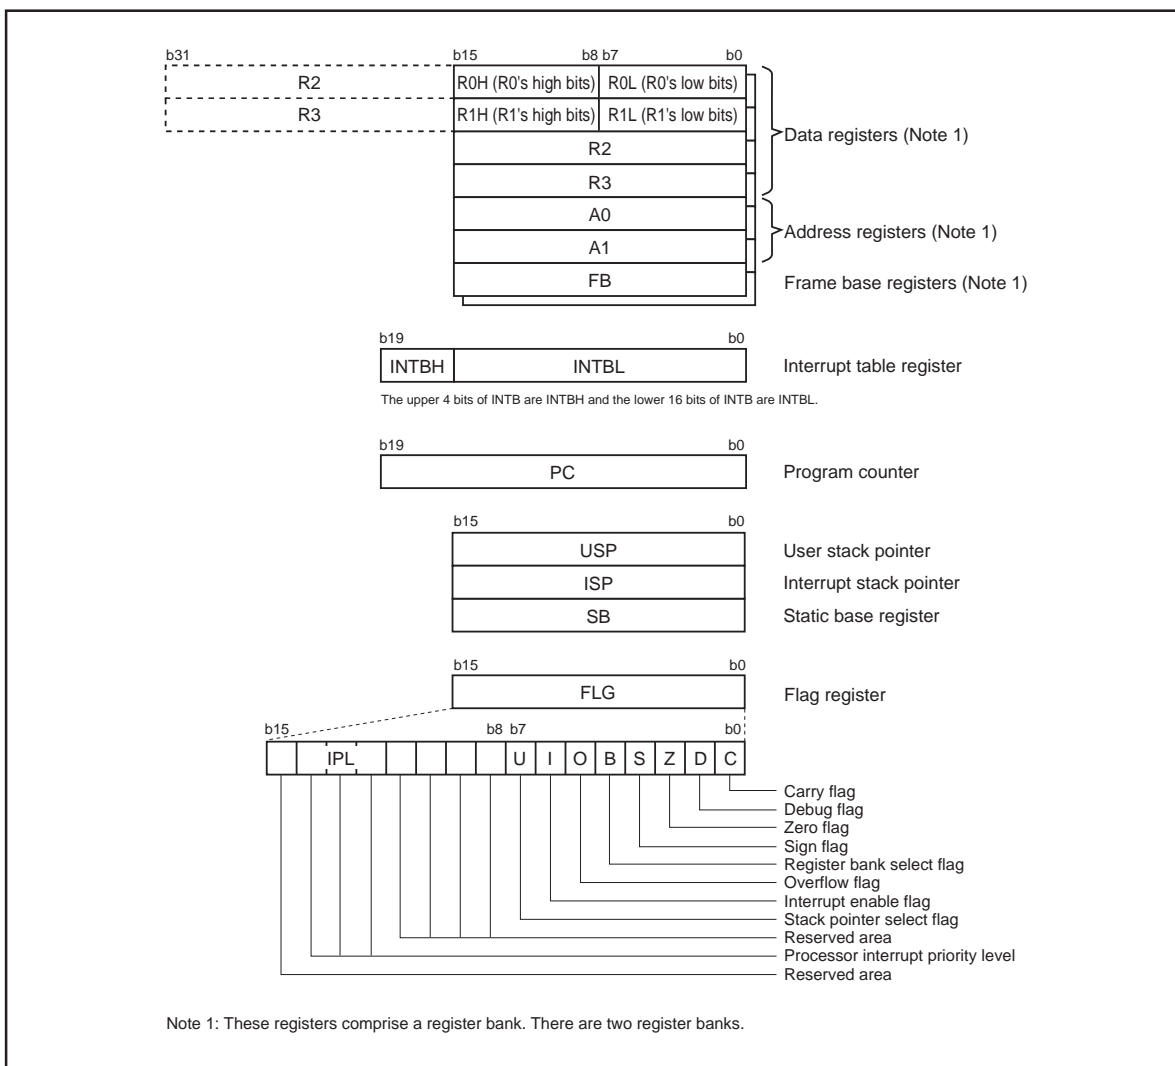 b31 b15 b8 b7 b0
R2 R0H (R0's high bits) R0L (R0's low bits)
R3 R1H (R1's high bits) R1L (R1's low bits)
Data registers (Note 1)
R2
R3
A0
Address registers (Note 1)
A1
FB Frame base registers (Note 1)
b19 b0
INTBH INTBL Interrupt table register
The upper 4 bits of INTB are INTBH and the lower 16 bits of INTB are INTBL.
b19 b0
PC Program counter
b15 b0
USP User stack pointer
ISP Interrupt stack pointer
SB Static base register
b15 b0
FLG Flag register
b15 b8 b7 b0
IPL U I O B S Z D C
Carry flag
Debug flag
Zero flag
Sign flag
Register bank select flag
Overflow flag
Interrupt enable flag
Stack pointer select flag
Reserved area
Processor interrupt priority level
Reserved area
Note 1: These registers comprise a register bank. There are two register banks.